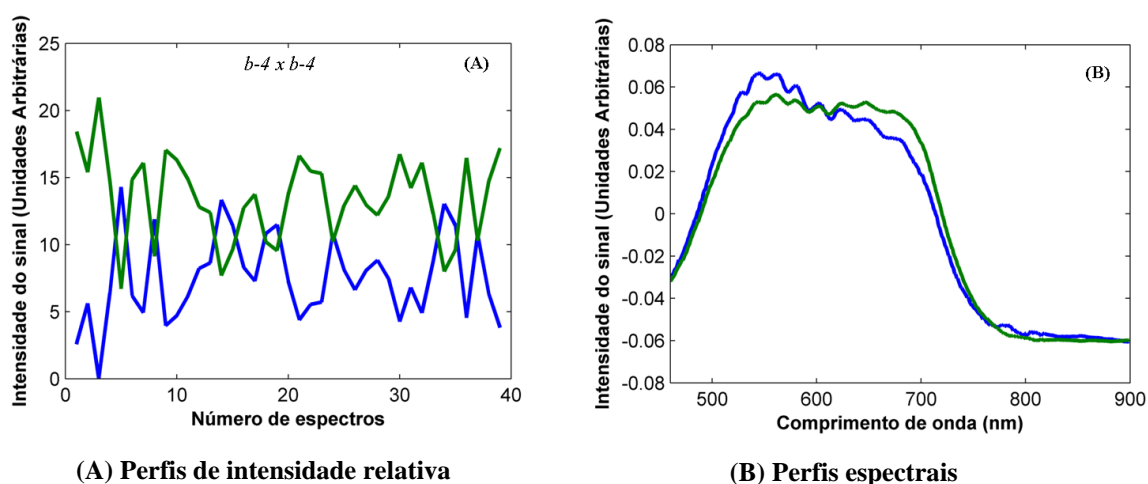 Intensidade do sinal (Unidades Arbitrárias)
25
20
15
10
5
0
b-4 x b-4
(A)
0
10
20
30
40
Número de espectros
(A) Perfis de intensidade relativa
Intensidade do sinal (Unidades Arbitrárias)
0.08
0.06
0.04
0.02
0
-0.02
-0.04
-0.06
-0.08
(B)
500
600
700
800
900
Comprimento de onda (nm)
(B) Perfis espectrais